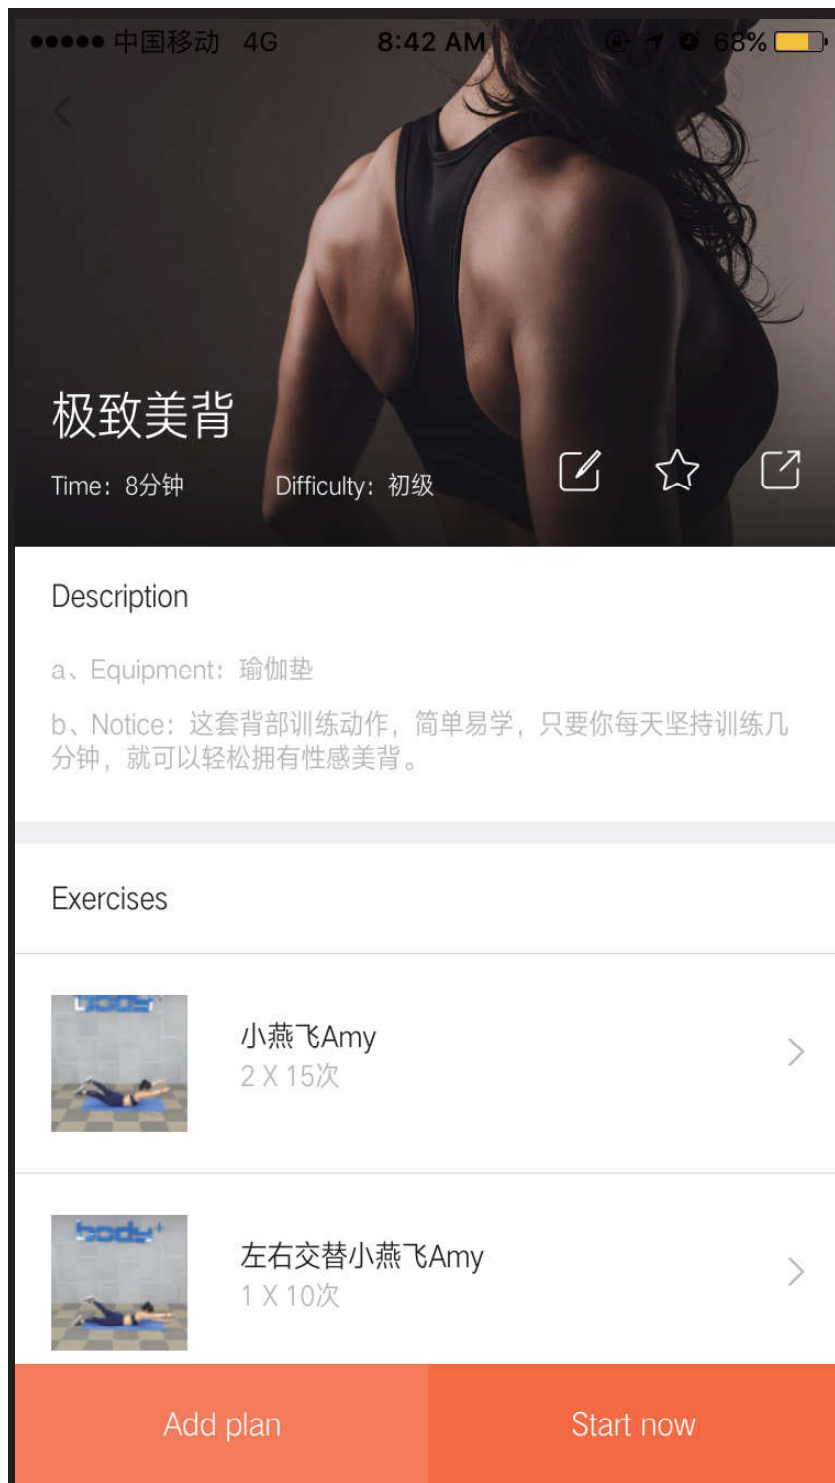 中国移动 4G 8:42 AM 68%
极致美背
Time: 8分钟 Difficulty: 初级
Description
a、Equipment: 瑜伽垫
b、Notice: 这套背部训练动作，简单易学，只要你每天坚持训练几
分钟，就可以轻松拥有性感美背。
Exercises
body+
小燕飞Amy
2 X 15次
body+
左右交替小燕飞Amy
1 X 10次
Add plan Start now